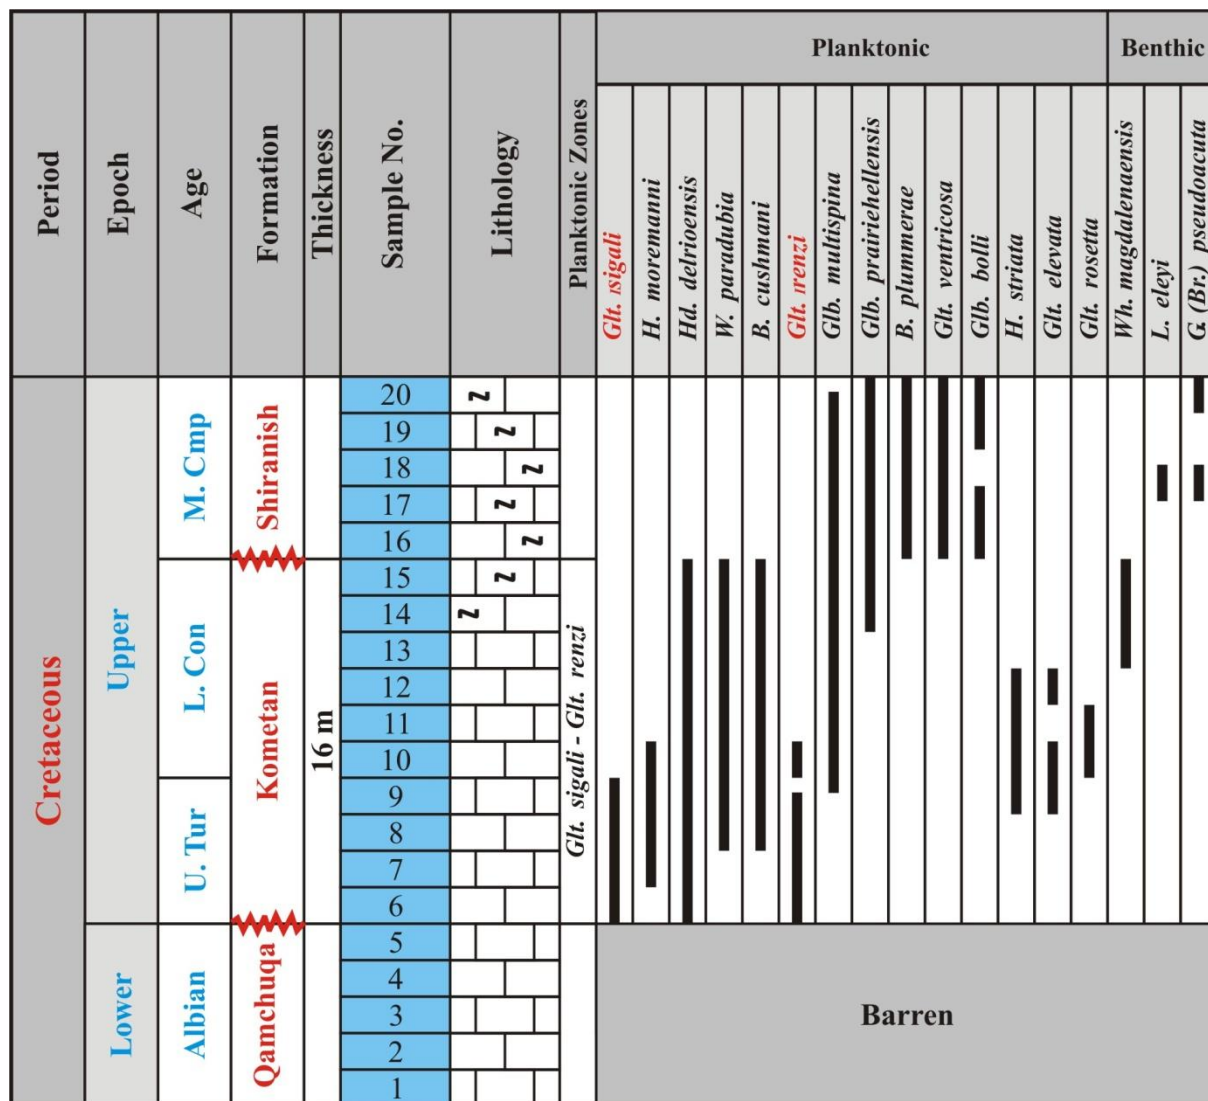 Planktonic
Benthic
Period
Epoch
Age
Formation
Thickness
Sample No.
Lithology
Planktonic Zones
Glt. sigali
H. moremanni
Hd. delrioensis
W. paradubia
B. cushmani
Glt. renzi
Glb. multispina
Glb. prairiehellensis
B. plummerae
Glt. ventricosa
Glb. bolli
H. striata
Glt. elevata
Glt. rosetta
Wh. magdalenaensis
L. eleyi
G. (Br.) pseudoacuta
Cretaceous
Upper
Lower
M. Cmp
L. Con
U. Tur
Albian
Shiranish
Kometan
Qamchuqa
16 m
20
19
18
17
16
15
14
13
12
11
10
9
8
7
6
5
4
3
2
1
Glt. sigali - Glt. renzi
Barren